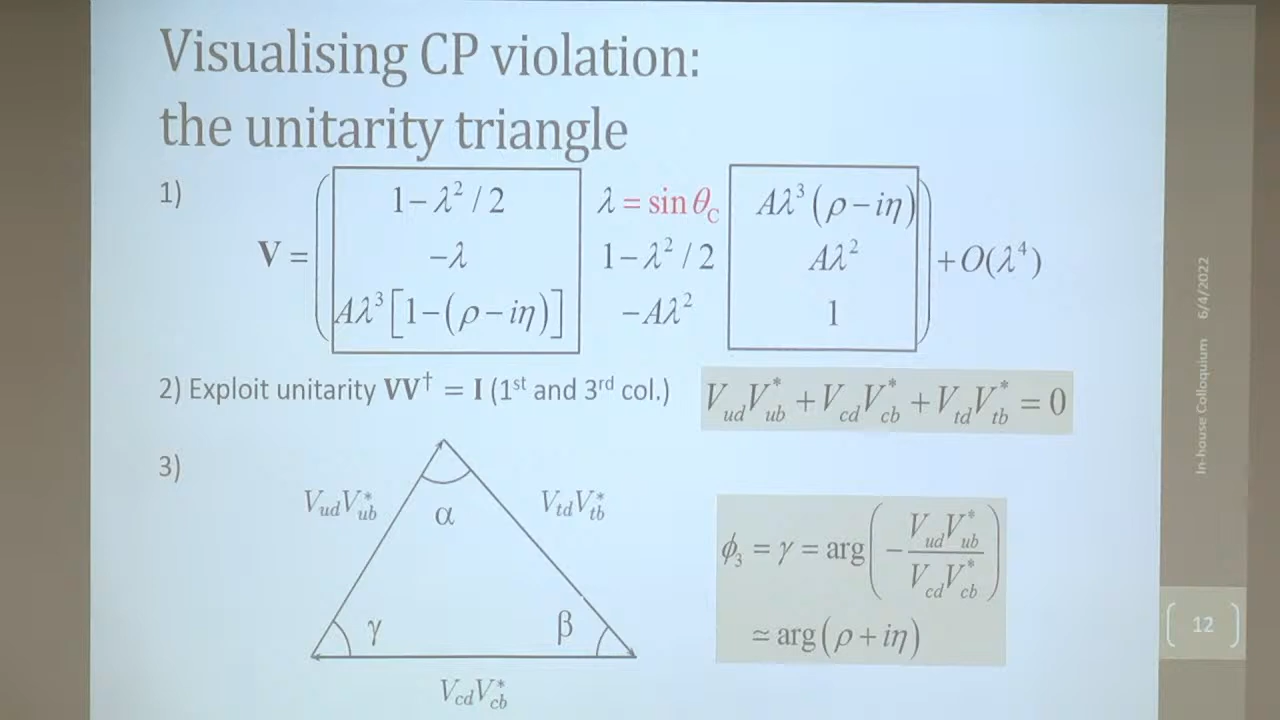 Visualising CP violation:
the unitarity triangle
1)
V = ( 1−λ²/2 λ = sin θ_C Aλ³(ρ−iη)
−λ 1−λ²/2 Aλ²
Aλ³[1−(ρ−iη)] −Aλ² 1 ) + O(λ⁴)
2) Exploit unitarity VV† = I (1st and 3rd col.) V_ud V*_ub + V_cd V*_cb + V_td V*_tb = 0
3)
V_ud V*_ub
α
V_td V*_tb
γ
β
V_cd V*_cb
ϕ₃ = γ = arg(− V_ud V*_ub / V_cd V*_cb)
≃ arg(ρ+iη)
In-house Colloquium 6/4/2022
12